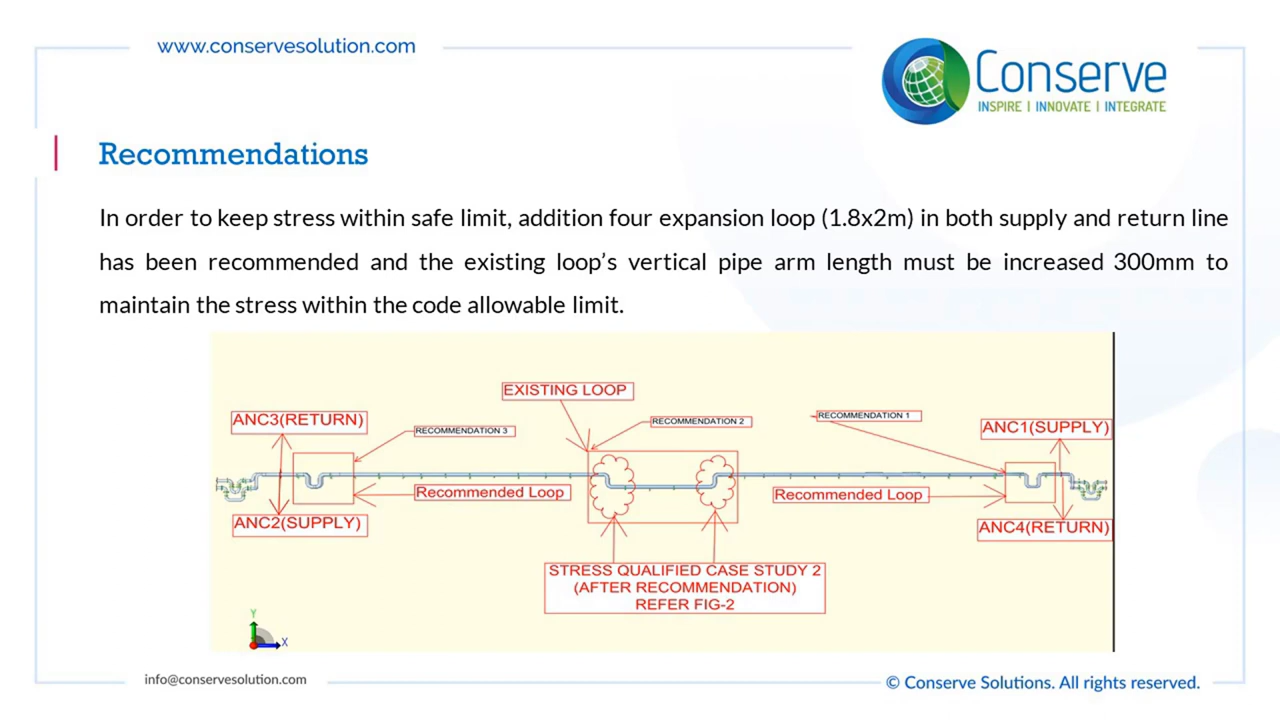 www.conservesolution.com
Conserve
INSPIRE | INNOVATE | INTEGRATE
Recommendations
In order to keep stress within safe limit, addition four expansion loop (1.8x2m) in both supply and return line
has been recommended and the existing loop’s vertical pipe arm length must be increased 300mm to
maintain the stress within the code allowable limit.
EXISTING LOOP
ANC3(RETURN)
RECOMMENDATION 3
RECOMMENDATION 2
RECOMMENDATION 1
ANC1(SUPPLY)
Recommended Loop
Recommended Loop
ANC2(SUPPLY)
ANC4(RETURN)
STRESS QUALIFIED CASE STUDY 2
(AFTER RECOMMENDATION)
REFER FIG-2
Y
X
info@conservesolution.com
© Conserve Solutions. All rights reserved.